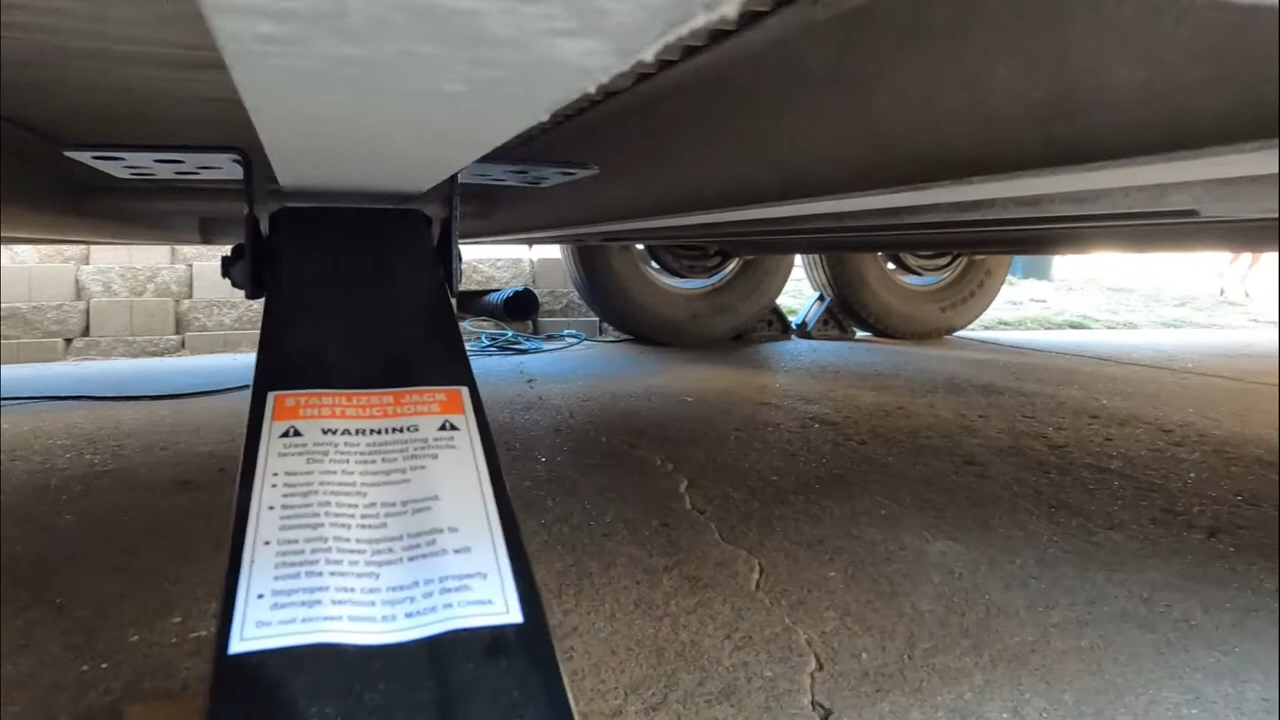 STABILIZER JACK
INSTRUCTIONS
WARNING
Use only for stabilizing and
leveling recreational vehicle.
Do not use for lifting
• Never use for changing tire
• Never exceed maximum
weight capacity
• Never lift tires off the ground,
vehicle frame and door jam
damage may result
• Use only the supplied handle to
raise and lower jack, use of
cheater bar or impact wrench will
void the warranty
• Improper use can result in property
damage, serious injury, or death.
Do not exceed LBS. MADE IN CHINA